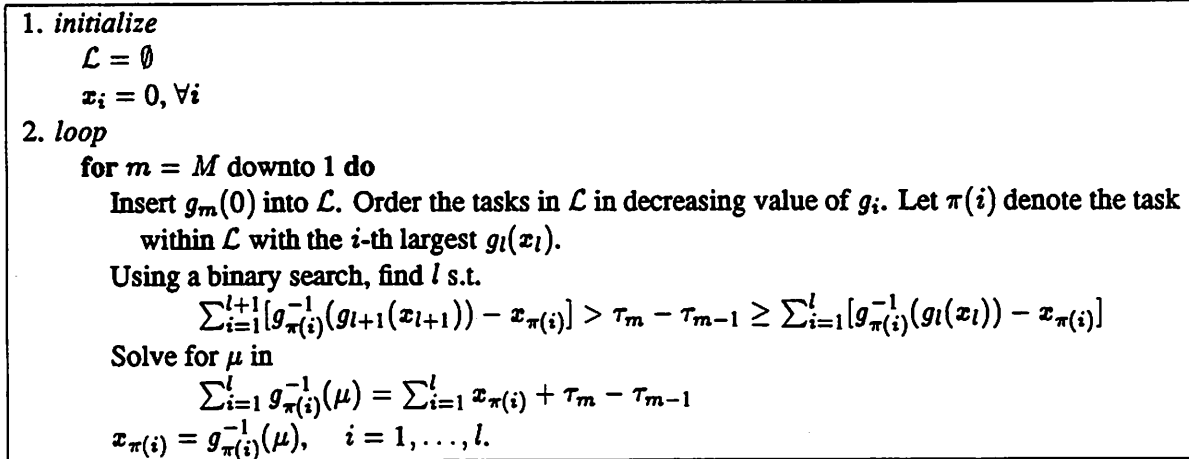 1. initialize
𝓛 = ∅
xᵢ = 0, ∀i
2. loop
for m = M downto 1 do
Insert g_m(0) into 𝓛. Order the tasks in 𝓛 in decreasing value of g_i. Let π(i) denote the task
within 𝓛 with the i-th largest g_l(x_l).
Using a binary search, find l s.t.
∑_{i=1}^{l+1}[g_{π(i)}^{-1}(g_{l+1}(x_{l+1})) − x_{π(i)}] > τ_m − τ_{m−1} ≥ ∑_{i=1}^{l}[g_{π(i)}^{-1}(g_l(x_l)) − x_{π(i)}]
Solve for μ in
∑_{i=1}^{l} g_{π(i)}^{-1}(μ) = ∑_{i=1}^{l} x_{π(i)} + τ_m − τ_{m−1}
x_{π(i)} = g_{π(i)}^{-1}(μ), i = 1, . . . , l.